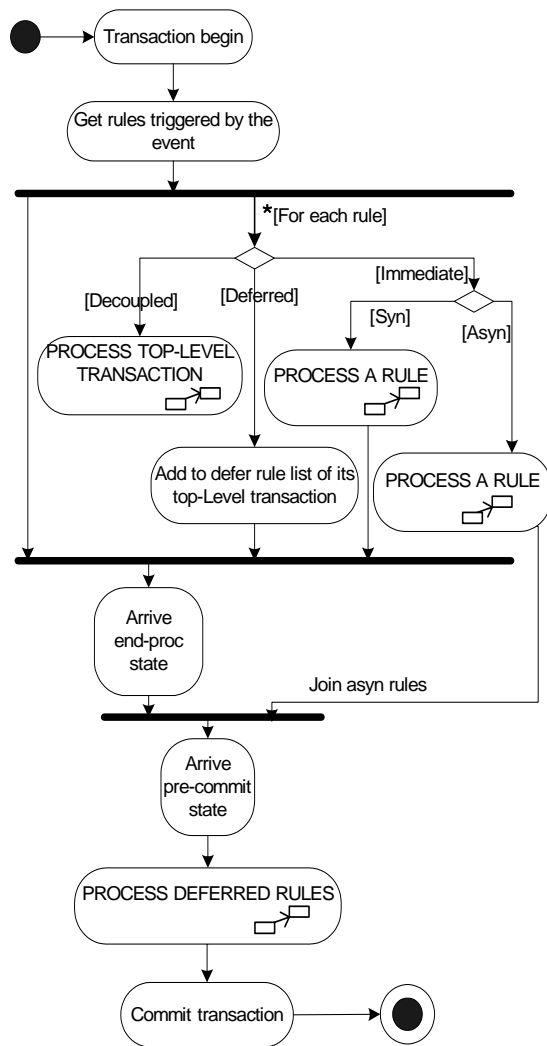 Transaction begin
Get rules triggered by the
event
*[For each rule]
[Immediate]
[Decoupled]
[Deferred]
[Syn]
[Asyn]
PROCESS TOP-LEVEL
TRANSACTION
PROCESS A RULE
Add to defer rule list of its
top-Level transaction
PROCESS A RULE
Arrive
end-proc
state
Join asyn rules
Arrive
pre-commit
state
PROCESS DEFERRED RULES
Commit transaction